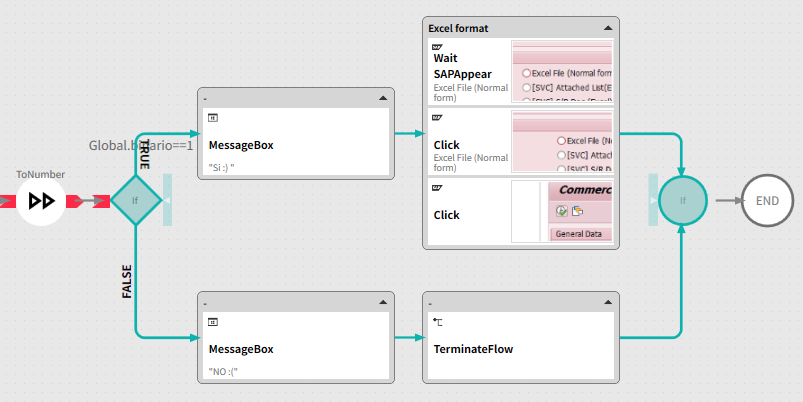 Excel format
Wait
SAPAppear
Excel File (Normal
form)
Excel File (Normal form
[SVC] Attached List(E
-
MessageBox
"Si :) "
Click
Excel File (Normal
form)
Excel File (N
[SVC] Attach
[SVC] S/R D
Global.binario==1
TRUE
ToNumber
If
Click
Commerc
General Data
If
END
FALSE
-
MessageBox
"NO :("
-
TerminateFlow